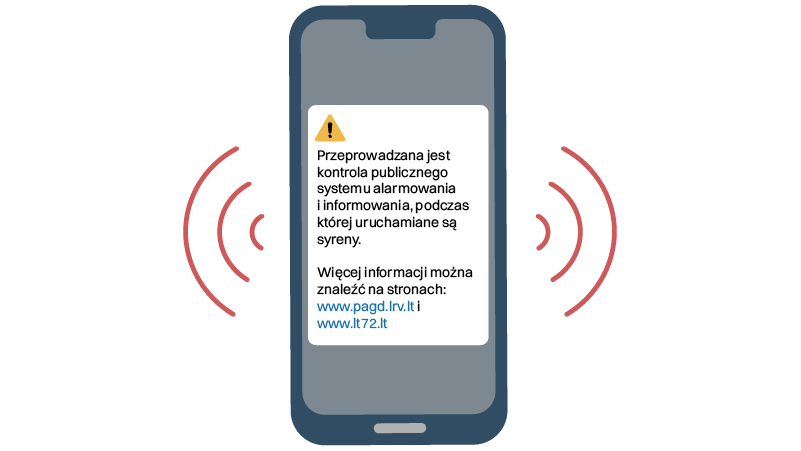 Przeprowadzana jest
kontrola publicznego
systemu alarmowania
i informowania, podczas
której uruchamiane są
syreny.
Więcej informacji można
znaleźć na stronach:
www.pagd.lrv.lt i
www.lt72.lt